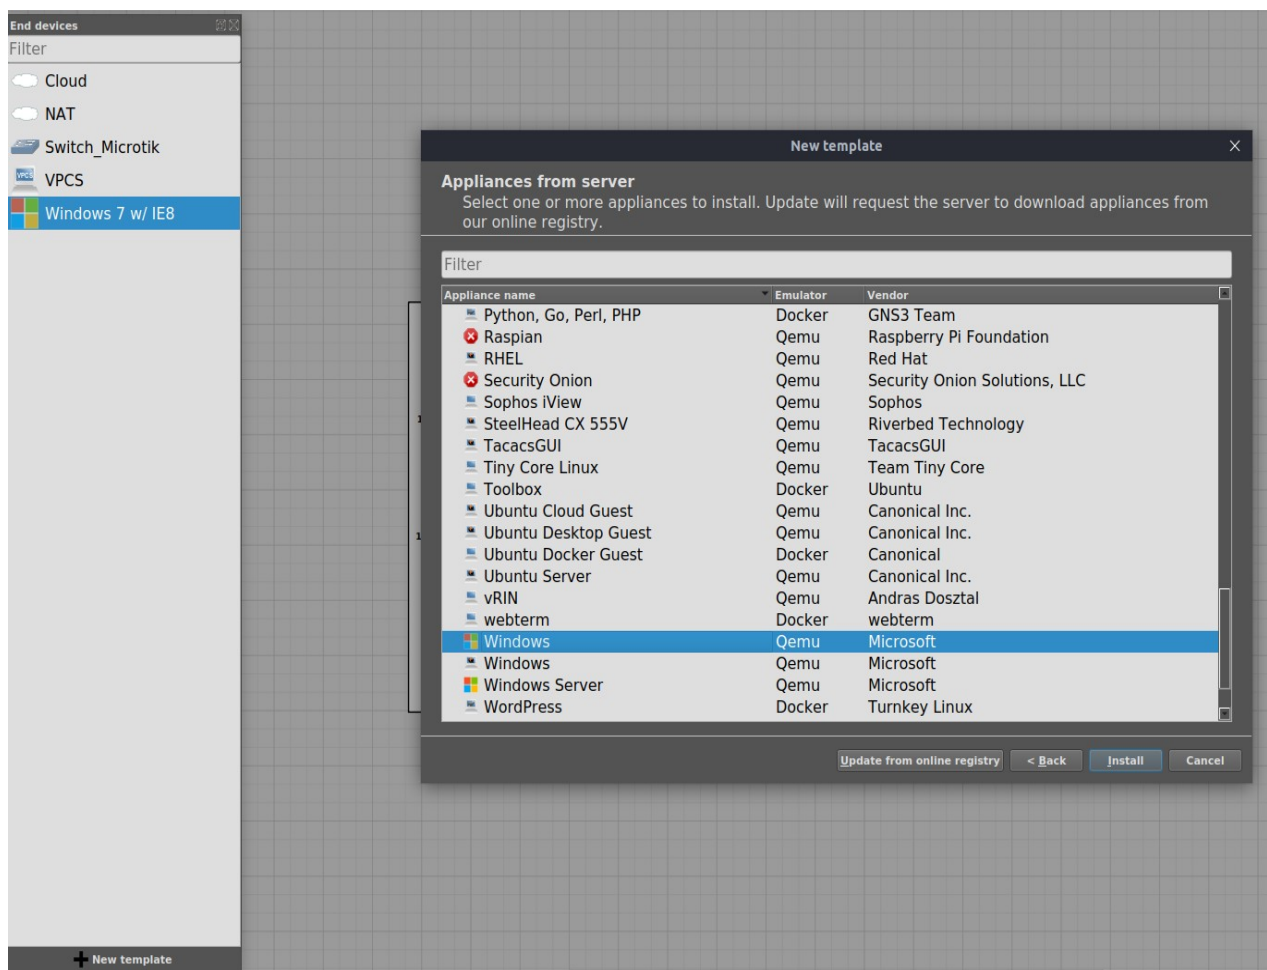 End devices
Filter
Cloud
NAT
Switch_Microtik
VPCS
Windows 7 w/ IE8
New template
New template
X
Appliances from server
Select one or more appliances to install. Update will request the server to download appliances from
our online registry.
Filter
Appliance name Emulator Vendor
Python, Go, Perl, PHP Docker GNS3 Team
Raspian Qemu Raspberry Pi Foundation
RHEL Qemu Red Hat
Security Onion Qemu Security Onion Solutions, LLC
Sophos iView Qemu Sophos
SteelHead CX 555V Qemu Riverbed Technology
TacacsGUI Qemu TacacsGUI
Tiny Core Linux Qemu Team Tiny Core
Toolbox Docker Ubuntu
Ubuntu Cloud Guest Qemu Canonical Inc.
Ubuntu Desktop Guest Qemu Canonical Inc.
Ubuntu Docker Guest Docker Canonical
Ubuntu Server Qemu Canonical Inc.
vRIN Qemu Andras Dosztal
webterm Docker webterm
Windows Qemu Microsoft
Windows Qemu Microsoft
Windows Server Qemu Microsoft
WordPress Docker Turnkey Linux
Update from online registry < Back Install Cancel